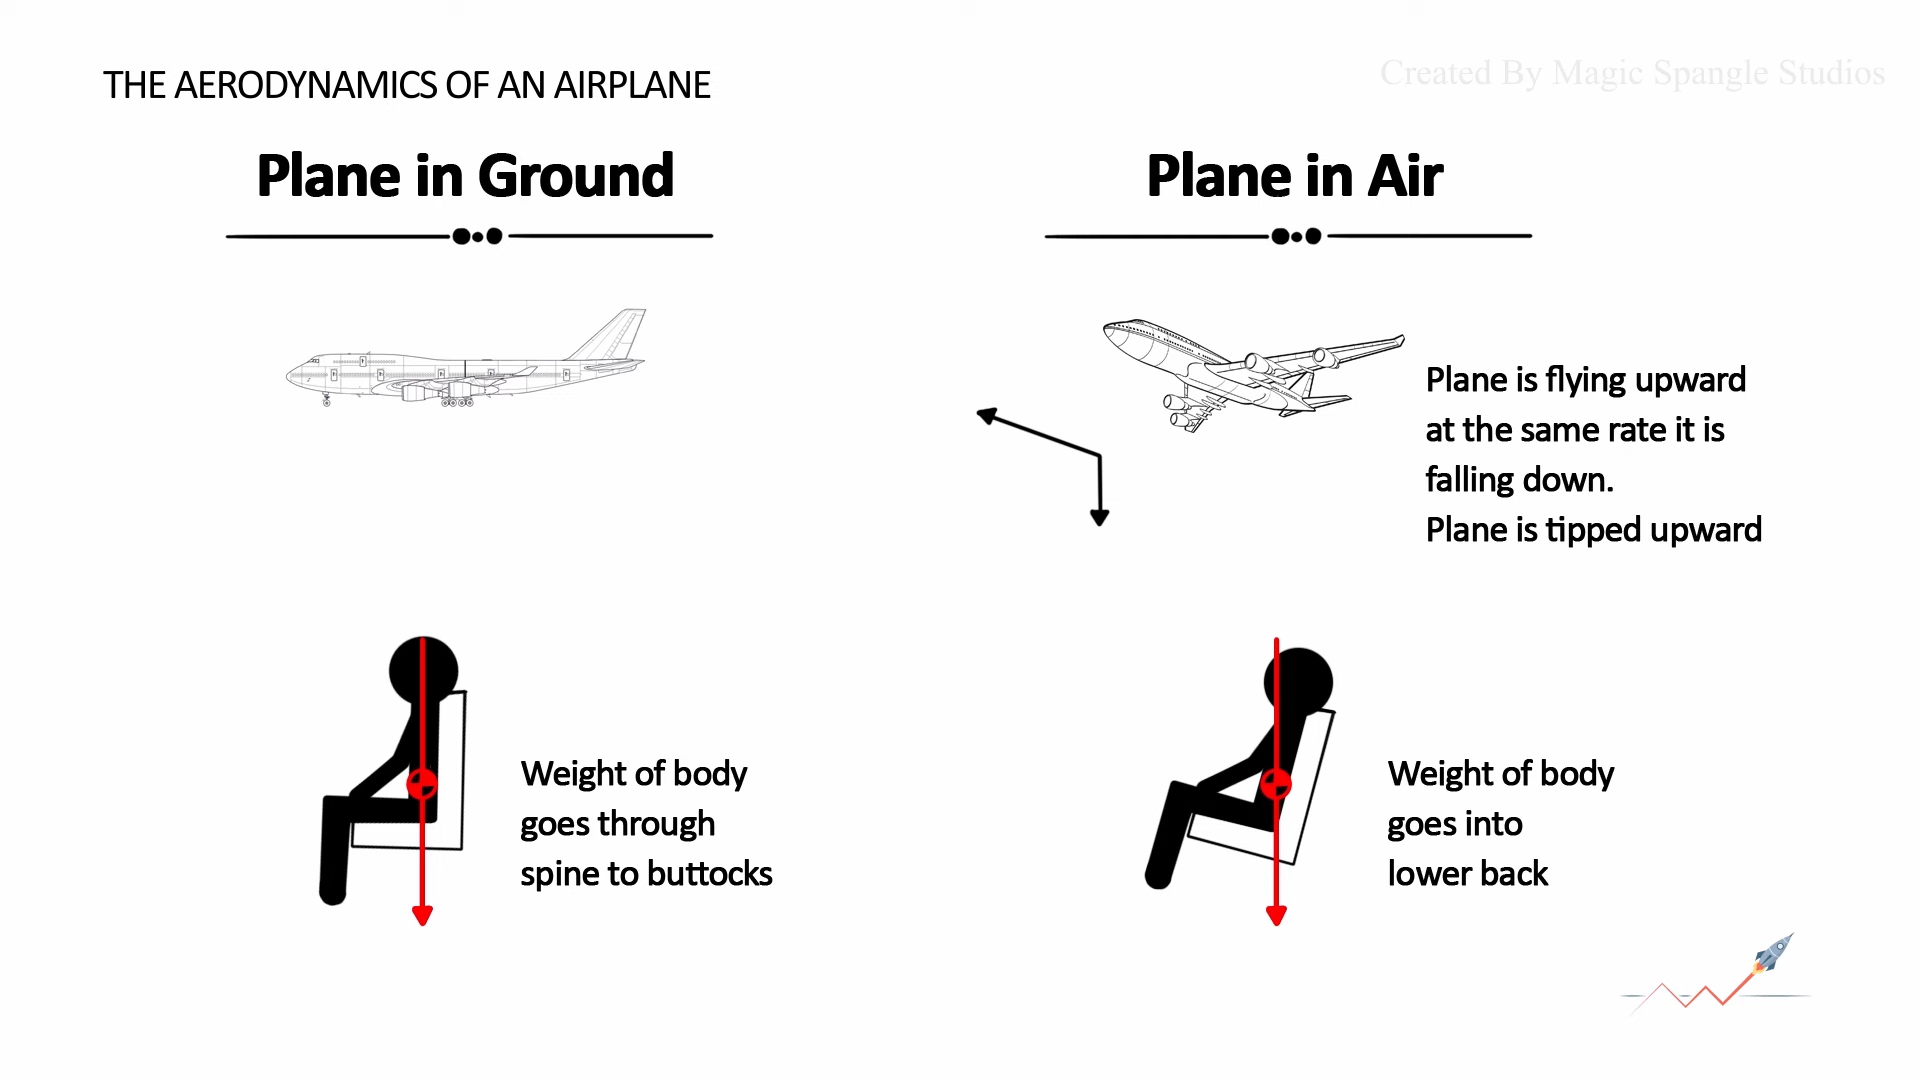 THE AERODYNAMICS OF AN AIRPLANE
Created By Magic Spangle Studios
Plane in Ground
Plane in Air
Plane is flying upward
at the same rate it is
falling down.
Plane is tipped upward
Weight of body
goes through
spine to buttocks
Weight of body
goes into
lower back